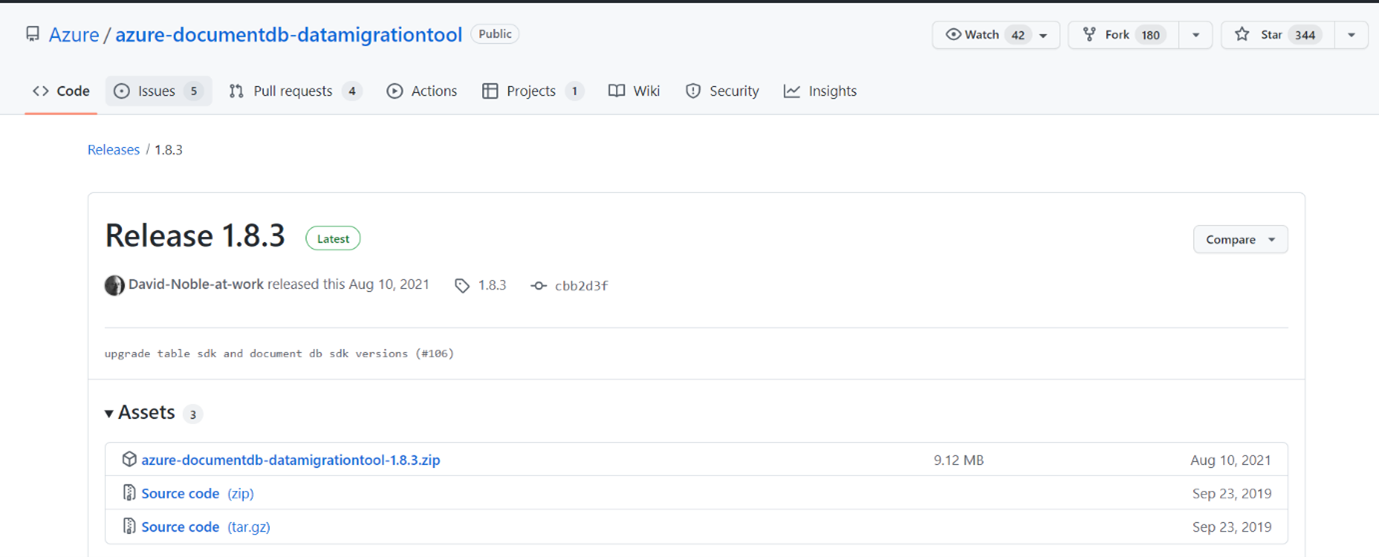 Azure / azure-documentdb-datamigrationtool Public Watch 42 Fork 180 Star 344
Code Issues 5 Pull requests 4 Actions Projects 1 Wiki Security Insights
Releases / 1.8.3
Release 1.8.3 Latest Compare
David-Noble-at-work released this Aug 10, 2021 1.8.3 cbb2d3f
upgrade table sdk and document db sdk versions (#106)
Assets 3
azure-documentdb-datamigrationtool-1.8.3.zip 9.12 MB Aug 10, 2021
Source code (zip) Sep 23, 2019
Source code (tar.gz) Sep 23, 2019